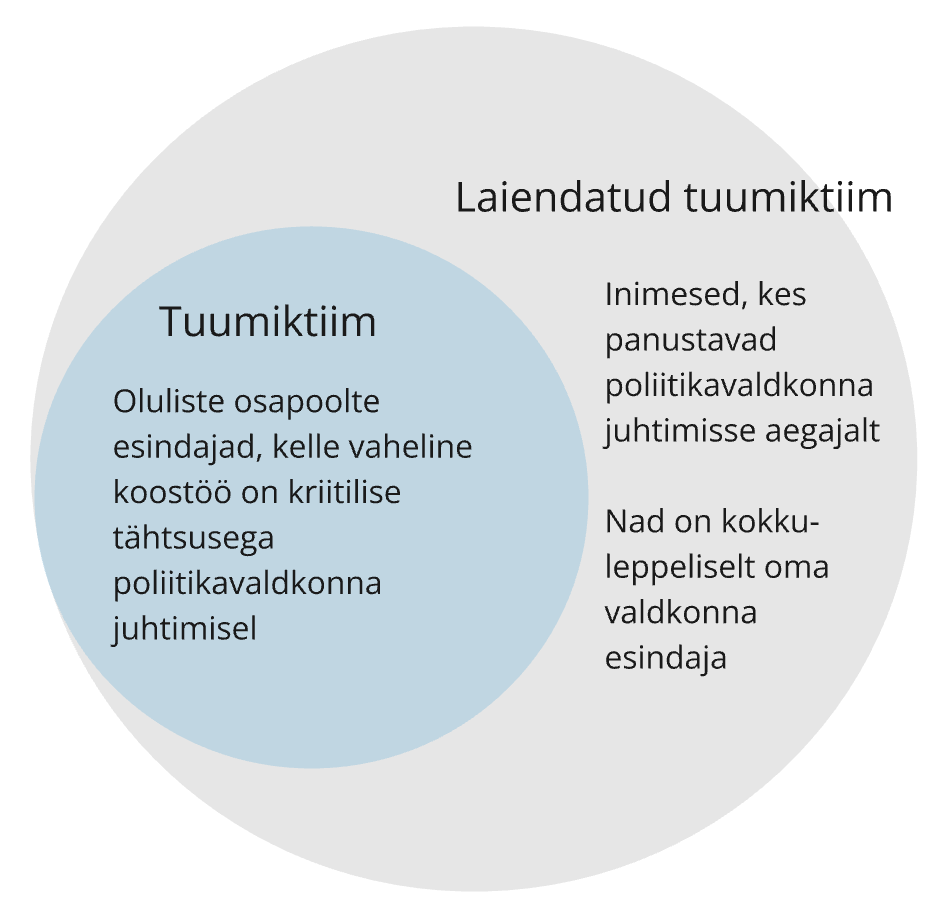 Laiendatud tuumiktiim
Tuumiktiim
Oluliste osapoolte
esindajad, kelle vaheline
koostöö on kriitilise
tähtsusega
poliitikavaldkonna
juhtimisel
Inimesed, kes
panustavad
poliitikavaldkonna
juhtimisse aegajalt
Nad on kokku-
leppeliselt oma
valdkonna
esindaja